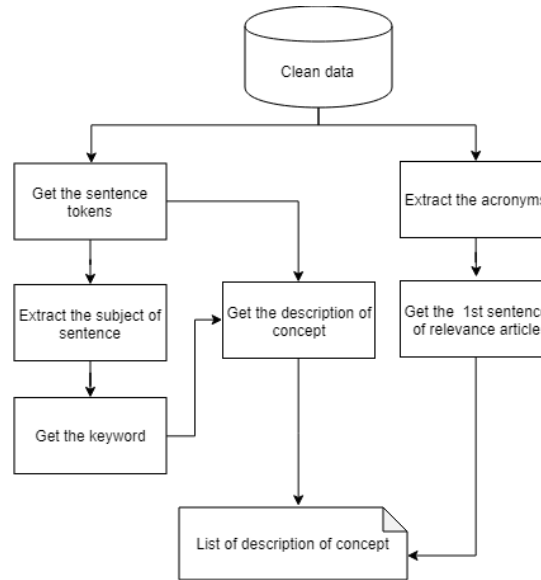 Clean data
Get the sentence
tokens
Extract the acronyms
Extract the subject of
sentence
Get the description of
concept
Get the 1st sentence
of relevance article
Get the keyword
List of description of concept